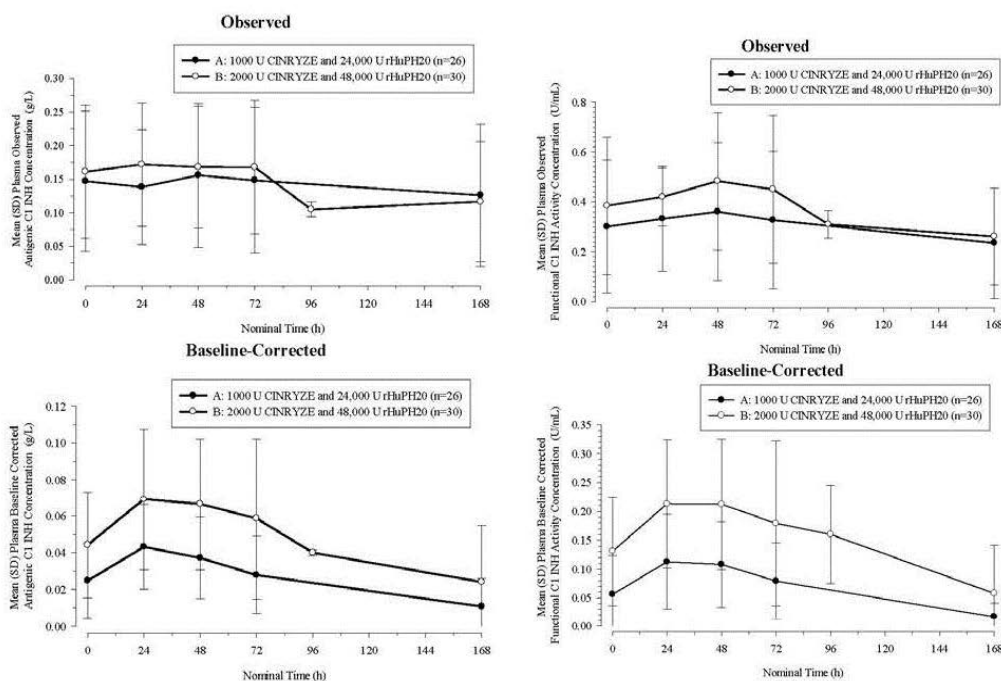 Observed
A: 1000 U CINRYZE and 24,000 U rHuPH20 (n=26)
B: 2000 U CINRYZE and 48,000 U rHuPH20 (n=30)
Mean (SD) Plasma Observed
Antigenic C1 INH Concentration (g/L)
0.30
0.25
0.20
0.15
0.10
0.05
0.00
0 24 48 72 96 120 144 168
Nominal Time (h)
Observed
A: 1000 U CINRYZE and 24,000 U rHuPH20 (n=26)
B: 2000 U CINRYZE and 48,000 U rHuPH20 (n=30)
Mean (SD) Plasma Observed
Functional C1 INH Activity Concentration (U/mL)
0.8
0.6
0.4
0.2
0.0
0 24 48 72 96 120 144 168
Nominal Time (h)
Baseline-Corrected
A: 1000 U CINRYZE and 24,000 U rHuPH20 (n=26)
B: 2000 U CINRYZE and 48,000 U rHuPH20 (n=30)
Mean (SD) Plasma Baseline Corrected
Antigenic C1 INH Concentration (g/L)
0.12
0.10
0.08
0.06
0.04
0.02
0.00
0 24 48 72 96 120 144 168
Nominal Time (h)
Baseline-Corrected
A: 1000 U CINRYZE and 24,000 U rHuPH20 (n=26)
B: 2000 U CINRYZE and 48,000 U rHuPH20 (n=30)
Mean (SD) Plasma Baseline Corrected
Functional C1 INH Activity Concentration (U/mL)
0.35
0.30
0.25
0.20
0.15
0.10
0.05
0.00
0 24 48 72 96 120 144 168
Nominal Time (h)